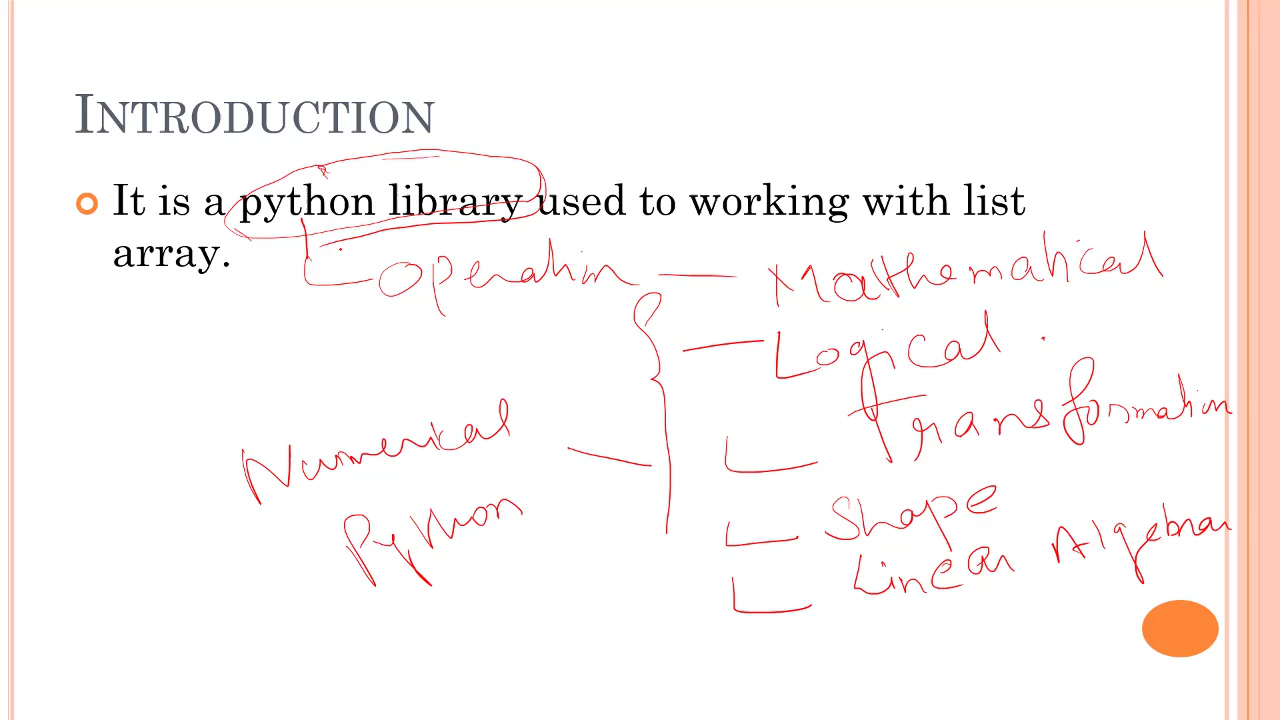 INTRODUCTION
It is a python library used to working with list
array.
operation — Mathematical
Logical
Transformation
Numerical
Python
Shape
Linear Algebrar